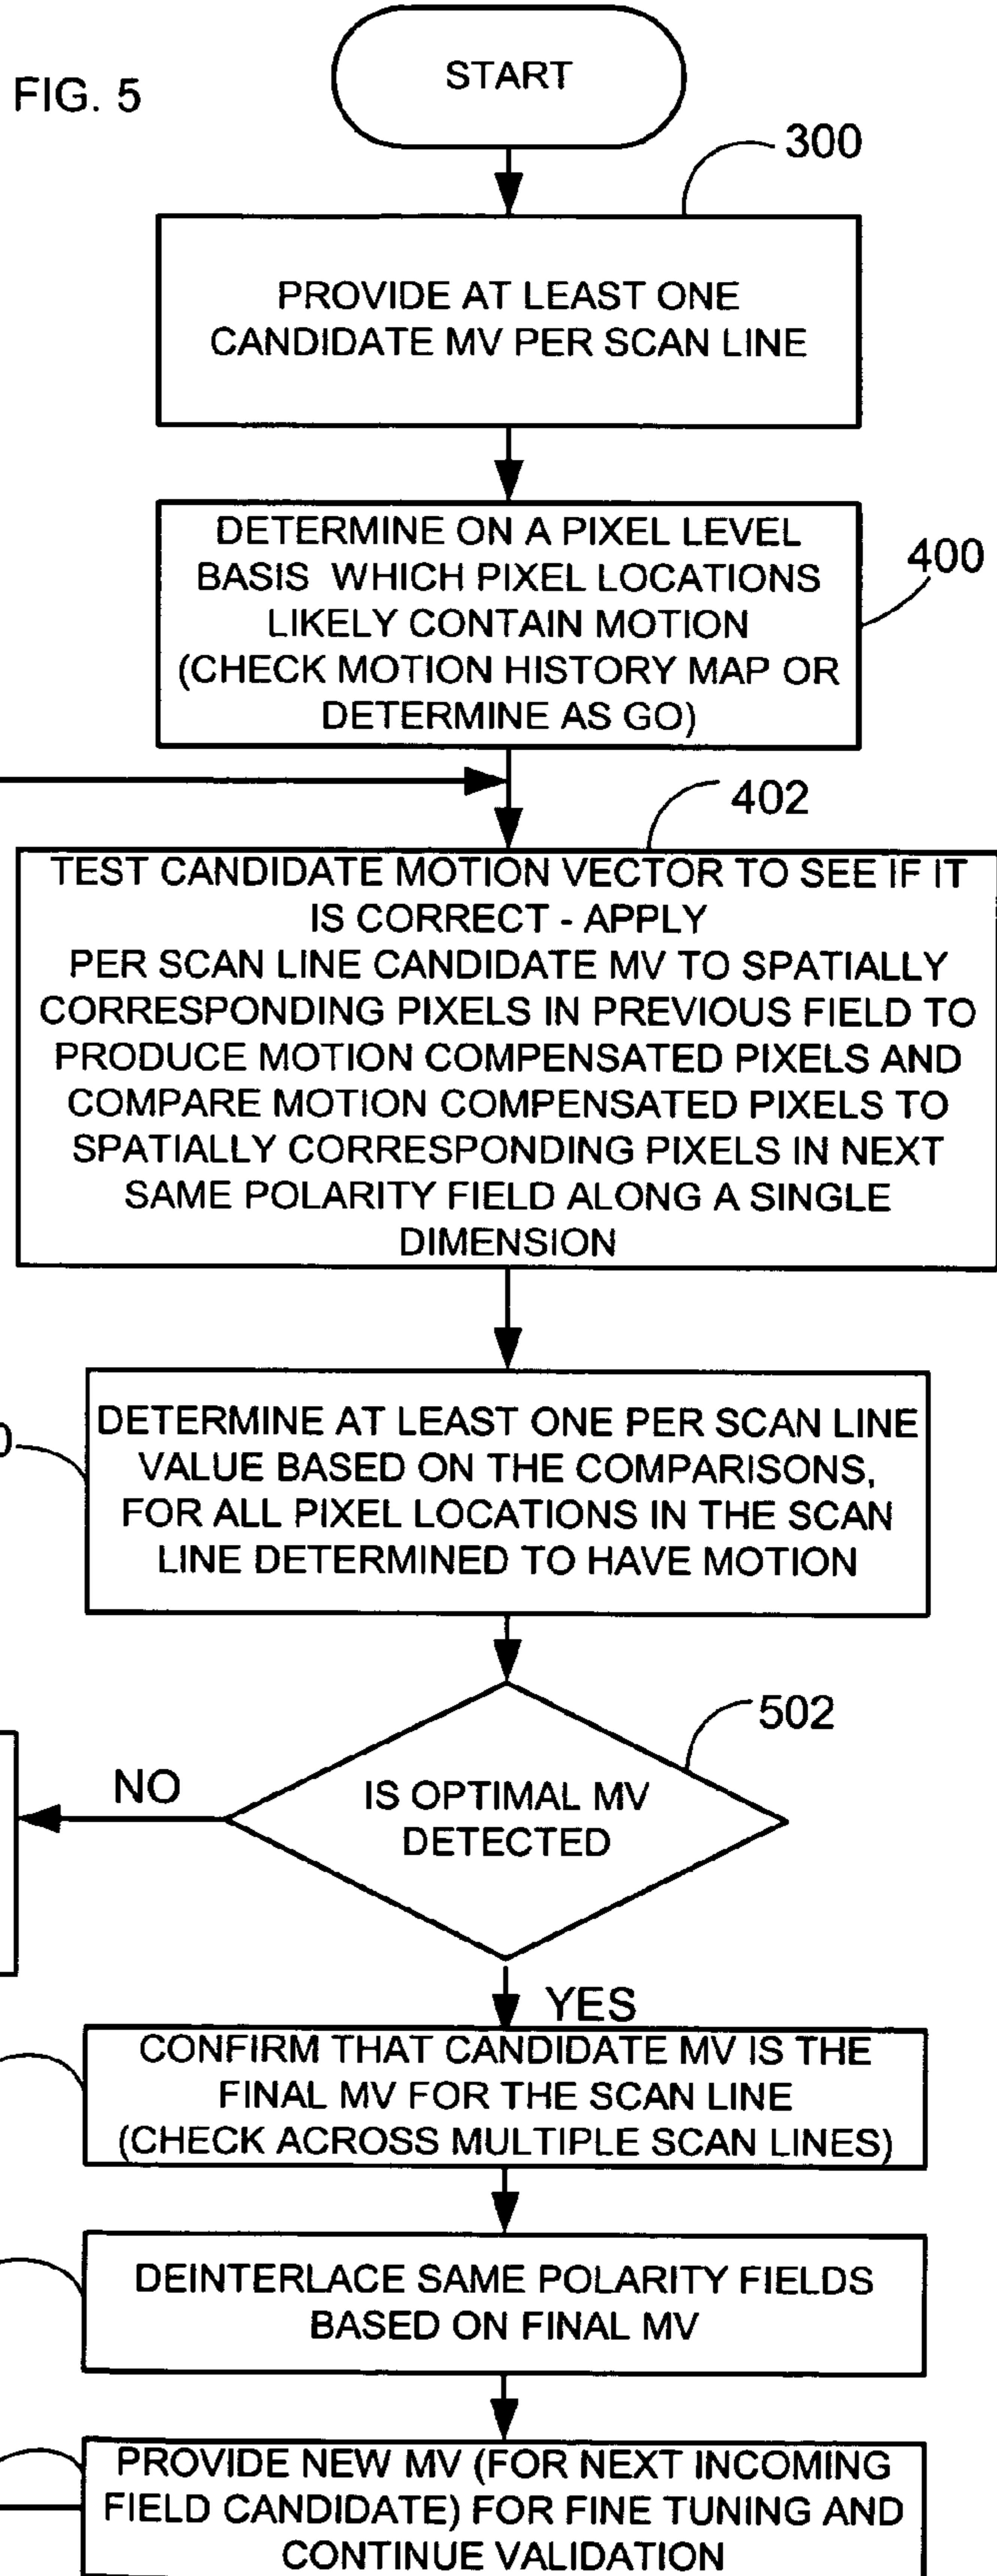 FIG. 5
START
300
PROVIDE AT LEAST ONE
CANDIDATE MV PER SCAN LINE
DETERMINE ON A PIXEL LEVEL
BASIS WHICH PIXEL LOCATIONS
LIKELY CONTAIN MOTION
(CHECK MOTION HISTORY MAP OR
DETERMINE AS GO)
400
402
TEST CANDIDATE MOTION VECTOR TO SEE IF IT
IS CORRECT - APPLY
PER SCAN LINE CANDIDATE MV TO SPATIALLY
CORRESPONDING PIXELS IN PREVIOUS FIELD TO
PRODUCE MOTION COMPENSATED PIXELS AND
COMPARE MOTION COMPENSATED PIXELS TO
SPATIALLY CORRESPONDING PIXELS IN NEXT
SAME POLARITY FIELD ALONG A SINGLE
DIMENSION
DETERMINE AT LEAST ONE PER SCAN LINE
VALUE BASED ON THE COMPARISONS,
FOR ALL PIXEL LOCATIONS IN THE SCAN
LINE DETERMINED TO HAVE MOTION
502
IS OPTIMAL MV
DETECTED
NO
YES
CONFIRM THAT CANDIDATE MV IS THE
FINAL MV FOR THE SCAN LINE
(CHECK ACROSS MULTIPLE SCAN LINES)
DEINTERLACE SAME POLARITY FIELDS
BASED ON FINAL MV
PROVIDE NEW MV (FOR NEXT INCOMING
FIELD CANDIDATE) FOR FINE TUNING AND
CONTINUE VALIDATION